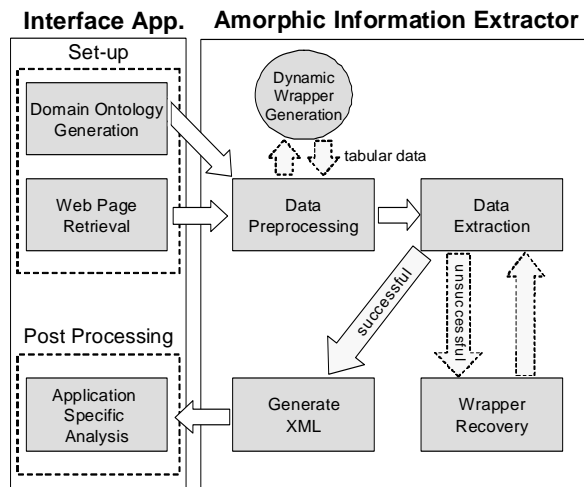 Interface App.
Amorphic Information Extractor
Set-up
Domain Ontology
Generation
Web Page
Retrieval
Dynamic
Wrapper
Generation
tabular data
Data
Preprocessing
Data
Extraction
successful
unsuccessful
Post Processing
Application
Specific
Analysis
Generate
XML
Wrapper
Recovery